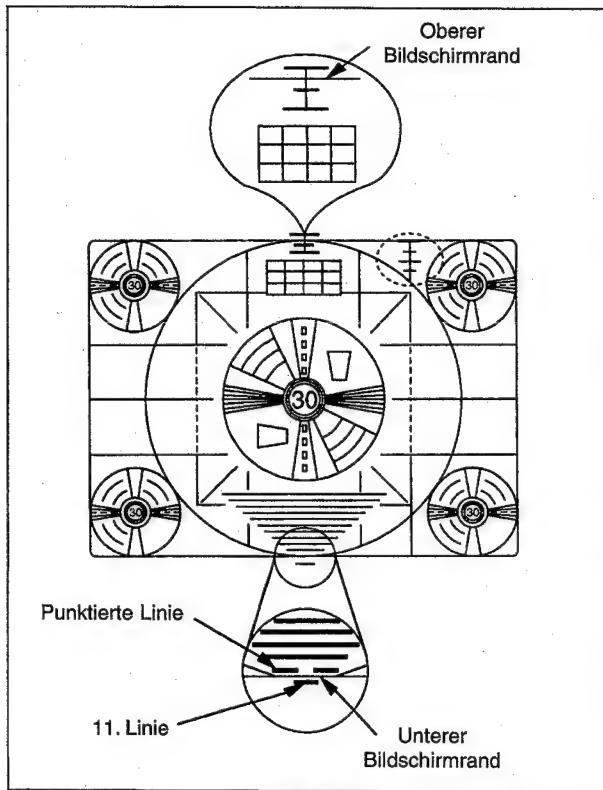 Oberer
Bildschirmrand
30
30
30
30
30
Punktierte Linie
11. Linie
Unterer
Bildschirmrand